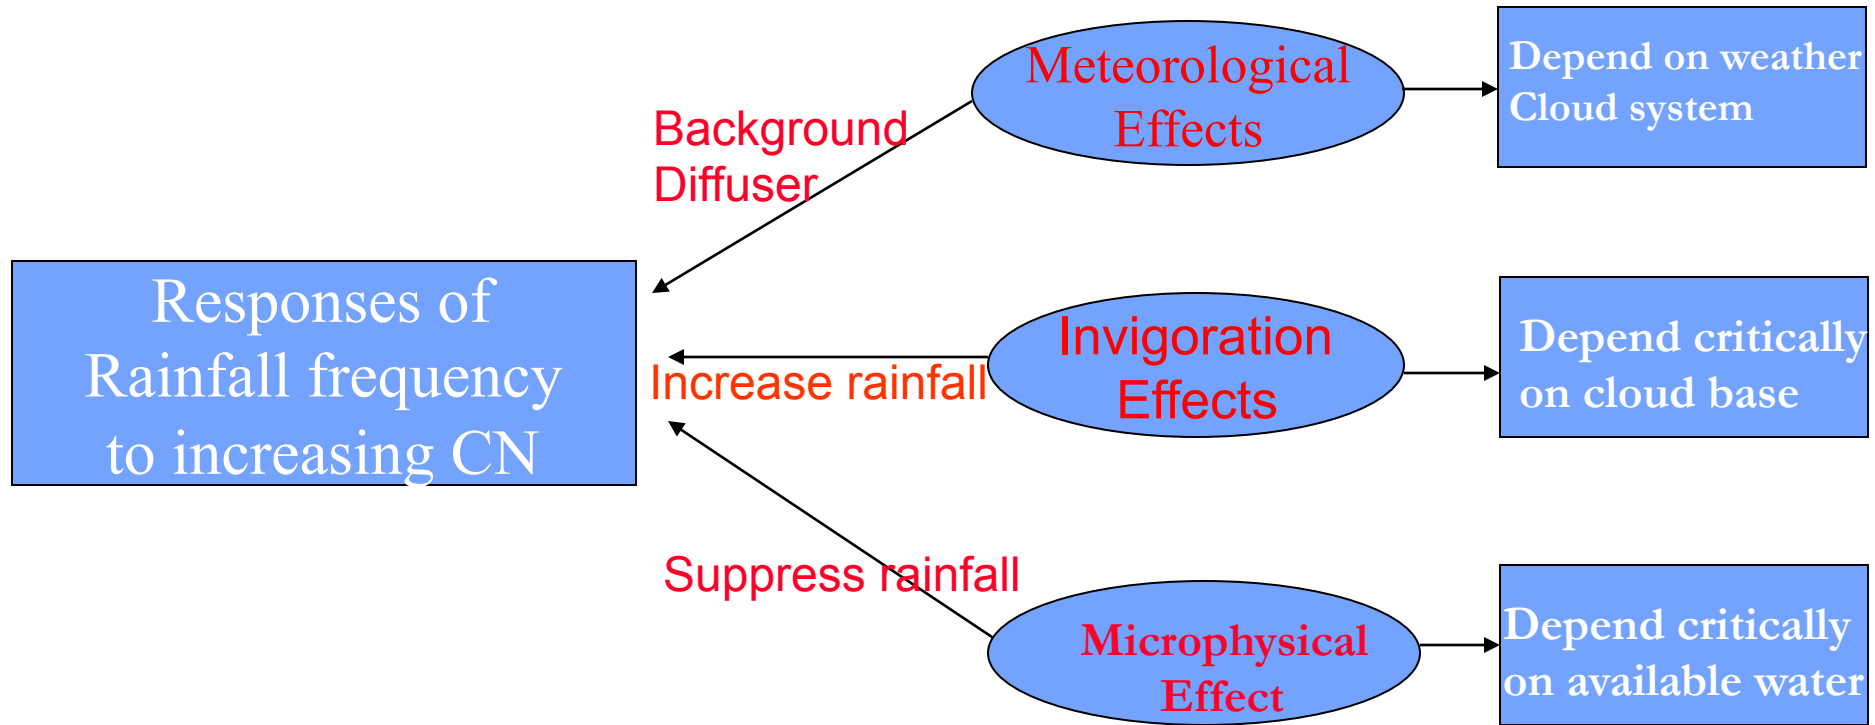 Meteorological
Effects
Depend on weather
Cloud system
Background
Diffuser
Responses of
Rainfall frequency
to increasing CN
Invigoration
Effects
Increase rainfall
Depend critically
on cloud base
Suppress rainfall
Microphysical
Effect
Depend critically
on available water